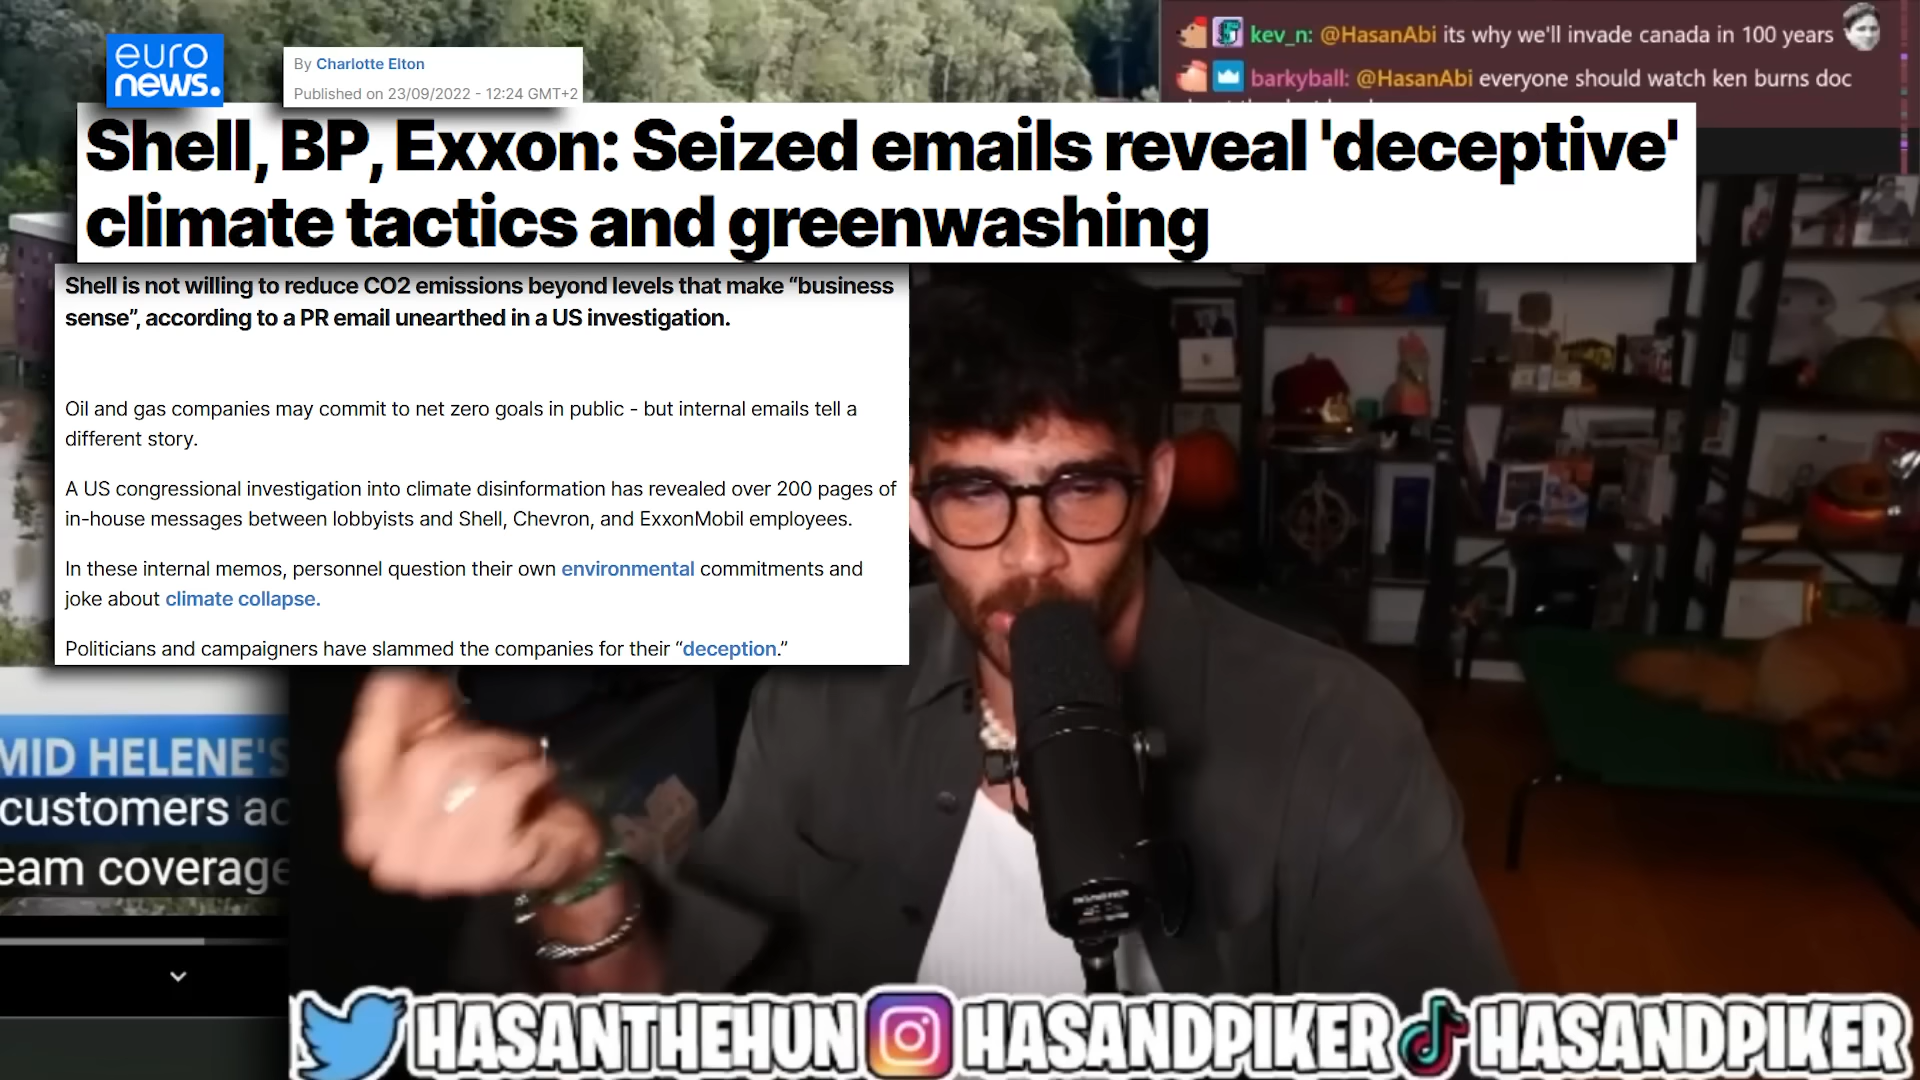 euro
news.
By Charlotte Elton
Published on 23/09/2022 - 12:24 GMT+2
kev_n: @HasanAbi its why we'll invade canada in 100 years
barkyball: @HasanAbi everyone should watch ken burns doc
Shell, BP, Exxon: Seized emails reveal 'deceptive'
climate tactics and greenwashing
Shell is not willing to reduce CO2 emissions beyond levels that make “business
sense”, according to a PR email unearthed in a US investigation.
Oil and gas companies may commit to net zero goals in public - but internal emails tell a
different story.
A US congressional investigation into climate disinformation has revealed over 200 pages of
in-house messages between lobbyists and Shell, Chevron, and ExxonMobil employees.
In these internal memos, personnel question their own environmental commitments and
joke about climate collapse.
Politicians and campaigners have slammed the companies for their “deception.”
MID HELENE'S
customers ac
eam coverage
HASANTHEHUN HASANDPIKER HASANDPIKER